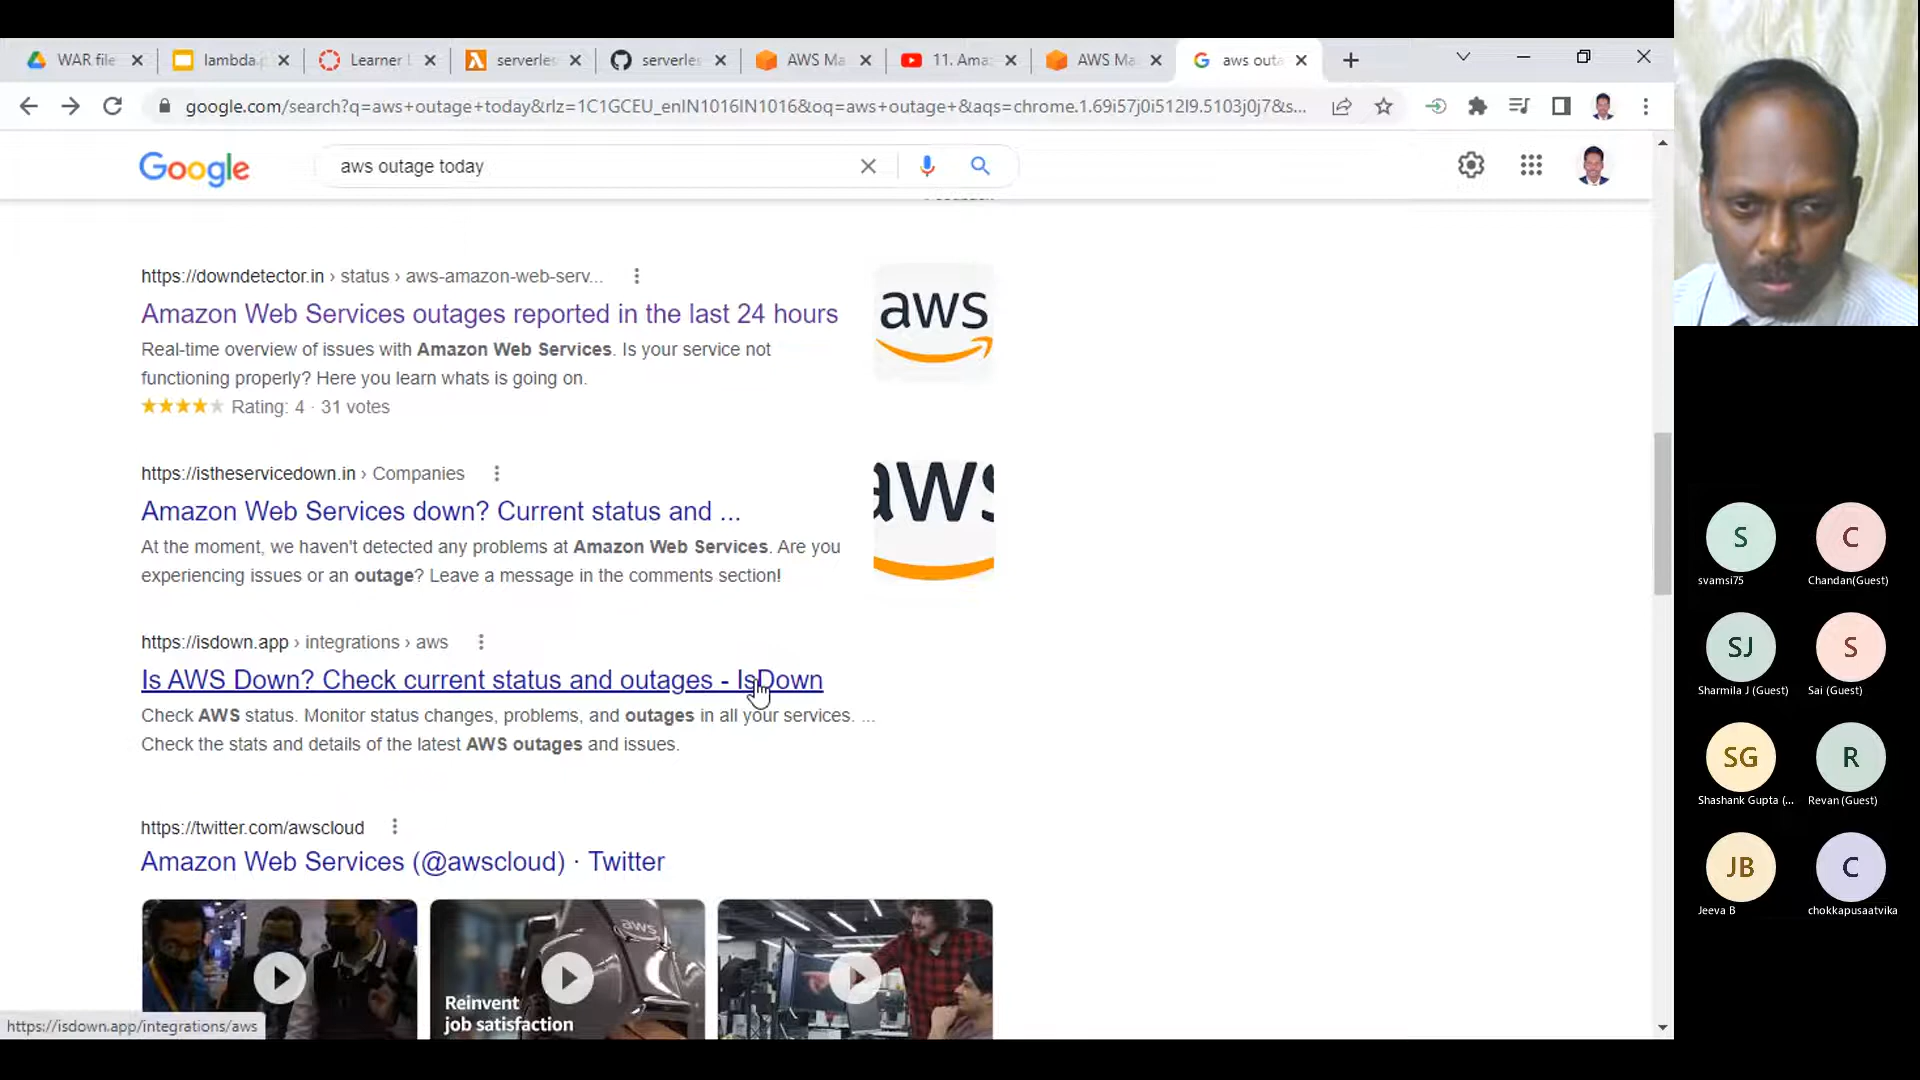 WAR file
lambda.p
Learner L
serverles
serverles
AWS Ma
11. Ama
AWS Ma
aws outa
google.com/search?q=aws+outage+today&rlz=1C1GCEU_enIN1016IN1016&oq=aws+outage+&aqs=chrome.1.69i57j0i512l9.5103j0j7&s...
Google
aws outage today
https://downdetector.in › status › aws-amazon-web-serv...
Amazon Web Services outages reported in the last 24 hours
Real-time overview of issues with Amazon Web Services. Is your service not
functioning properly? Here you learn whats is going on.
Rating: 4 · 31 votes
aws
https://istheservicedown.in › Companies
Amazon Web Services down? Current status and ...
At the moment, we haven't detected any problems at Amazon Web Services. Are you
experiencing issues or an outage? Leave a message in the comments section!
aws
https://isdown.app › integrations › aws
Is AWS Down? Check current status and outages - IsDown
Check AWS status. Monitor status changes, problems, and outages in all your services. ...
Check the stats and details of the latest AWS outages and issues.
https://twitter.com/awscloud
Amazon Web Services (@awscloud) · Twitter
aws
Reinvent
job satisfaction
https://isdown.app/integrations/aws
S
svamsi75
C
Chandan(Guest)
SJ
Sharmila J (Guest)
S
Sai (Guest)
SG
Shashank Gupta (...
R
Revan (Guest)
JB
Jeeva B
C
chokkapusaatvika